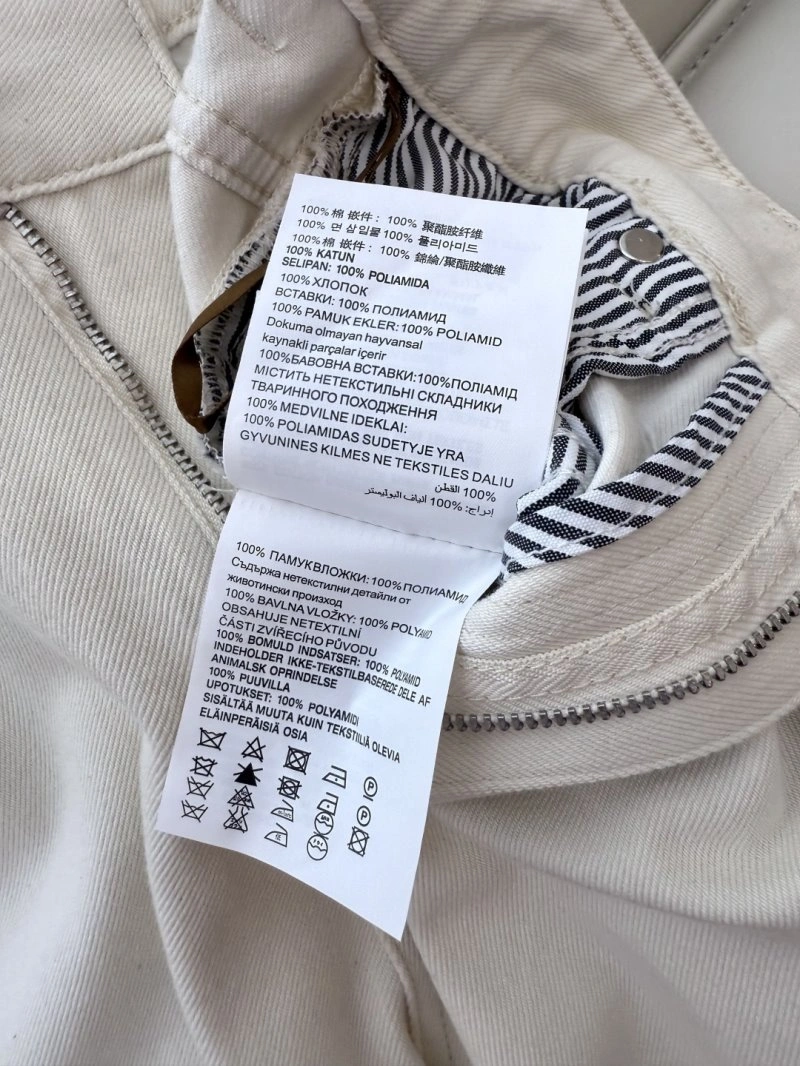 100% 棉 嵌件： 100% 聚酯胺纤维
100% 면 삽입물 100% 폴리아미드
100% 棉 嵌件： 100% 錦綸/聚酯胺纖維
100% KATUN
SELIPAN: 100% POLIAMIDA
100% ХЛОПОК
ВСТАВКИ: 100% ПОЛИАМИД
100% PAMUK EKLER: 100% POLIAMID
Dokuma olmayan hayvansal
kaynakli parçalar içerir
100%БАВОВНА ВСТАВКИ:100%ПОЛІАМІД
МІСТИТЬ НЕТЕКСТИЛЬНІ СКЛАДНИКИ
ТВАРИННОГО ПОХОДЖЕННЯ
100% MEDVILNE IDEKLAI:
100% POLIAMIDAS SUDETYJE YRA
GYVUNINES KILMES NE TEKSTILES DALIU
100% القطن
إدراج: 100% ألياف البوليستر
100% ПАМУКВЛОЖКИ: 100% ПОЛИАМИД
Съдържа нетекстилни детайли от
животински произход
100% BAVLNA VLOŽKY: 100% POLYAMID
OBSAHUJE NETEXTILNÍ
ČÁSTI ZVÍŘECÍHO PŮVODU
100% BOMULD INDSATSER: 100% POLYAMID
INDEHOLDER IKKE-TEKSTILBASEREDE DELE AF
ANIMALSK OPRINDELSE
100% PUUVILLA
UPOTUKSET: 100% POLYAMIDI
SISÄLTÄÄ MUUTA KUIN TEKSTIILIÄ OLEVIA
ELÄINPERÄISIÄ OSIA
P
P